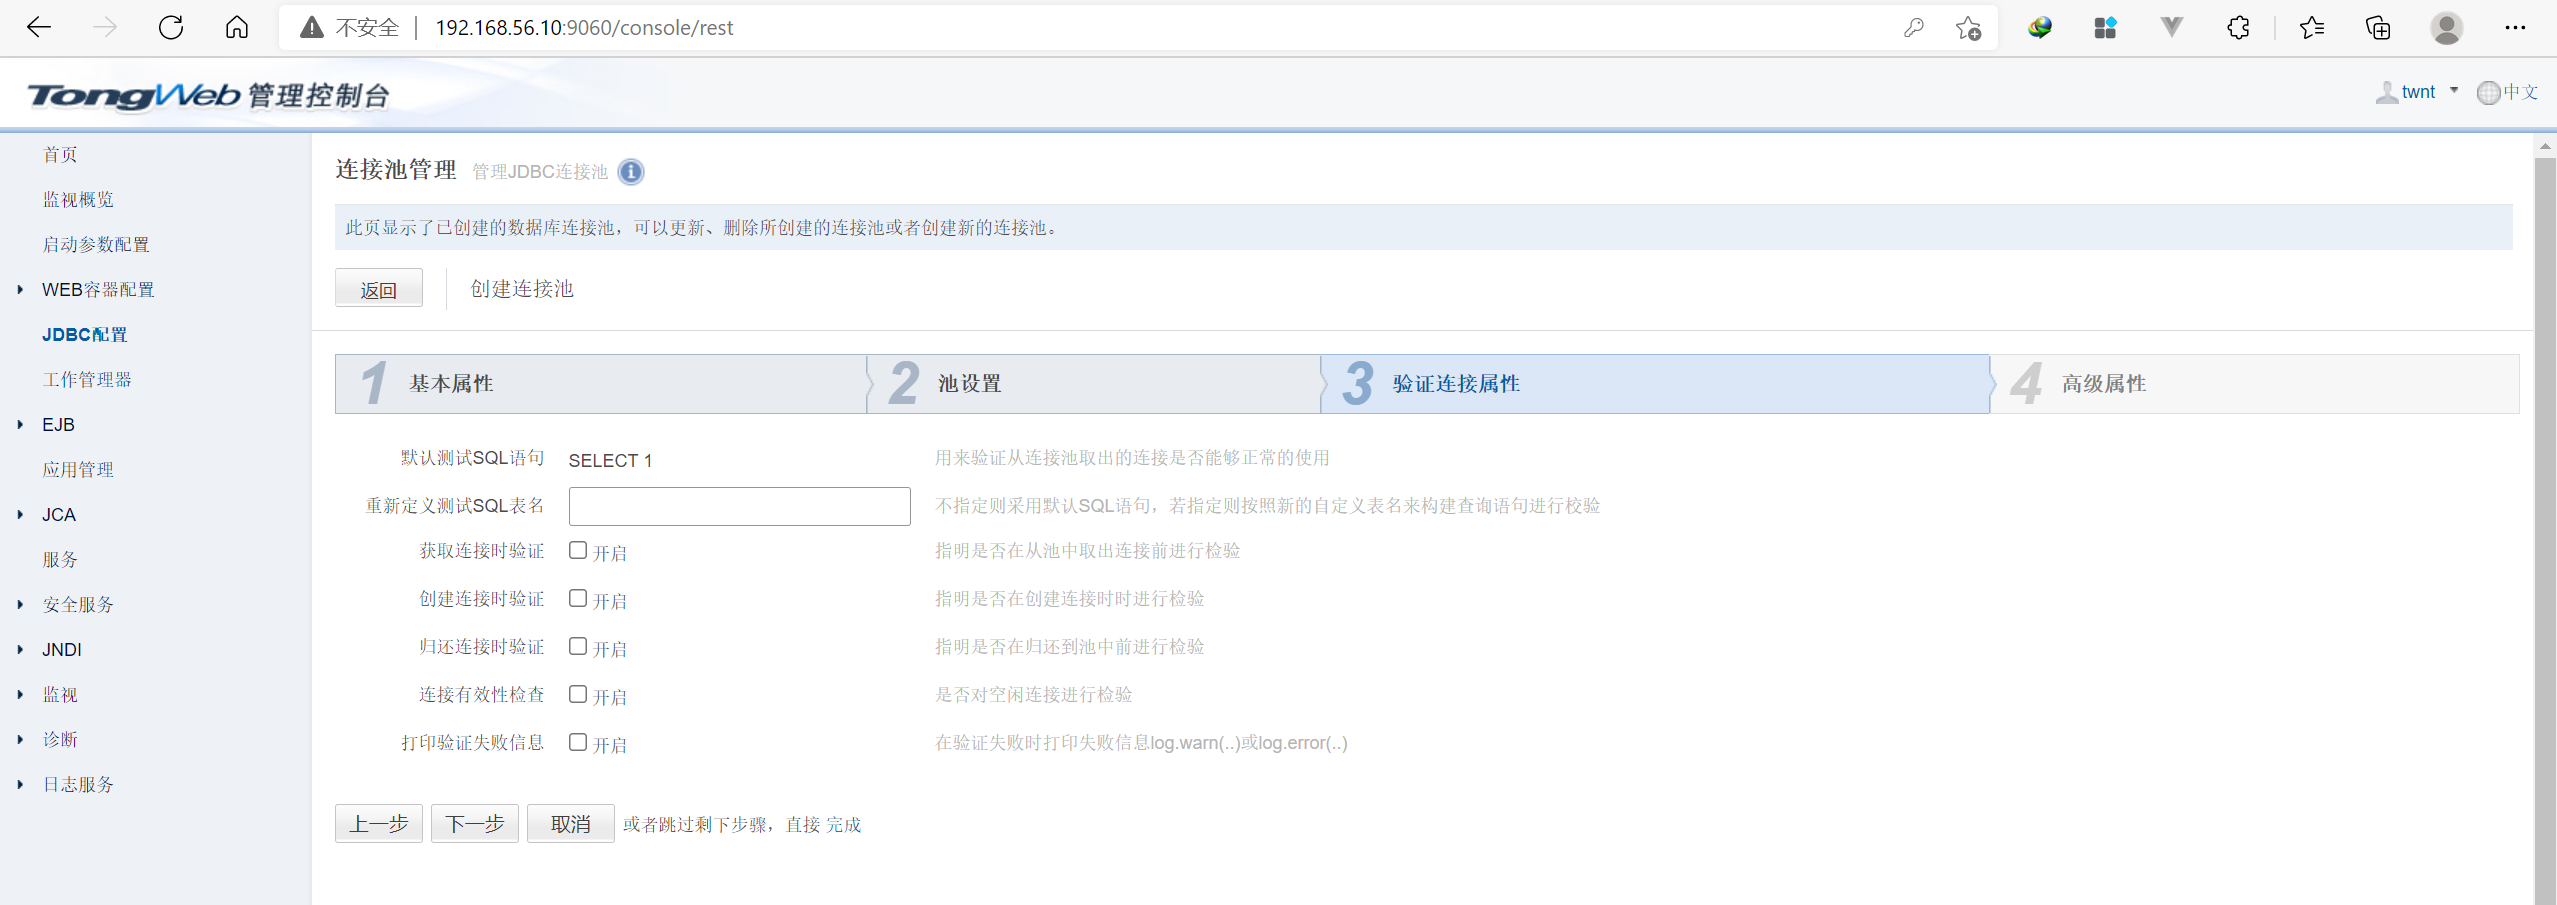 不安全 192.168.56.10:9060/console/rest
TongWeb 管理控制台
twnt 中文
首页
监视概览
启动参数配置
WEB容器配置
JDBC配置
工作管理器
EJB
应用管理
JCA
服务
安全服务
JNDI
监视
诊断
日志服务
连接池管理 管理JDBC连接池
此页显示了已创建的数据库连接池，可以更新、删除所创建的连接池或者创建新的连接池。
返回 创建连接池
1 基本属性 2 池设置 3 验证连接属性 4 高级属性
默认测试SQL语句 SELECT 1 用来验证从连接池取出的连接是否能够正常的使用
重新定义测试SQL表名 不指定则采用默认SQL语句，若指定则按照新的自定义表名来构建查询语句进行校验
获取连接时验证 开启 指明是否在从池中取出连接前进行检验
创建连接时验证 开启 指明是否在创建连接时时进行检验
归还连接时验证 开启 指明是否在归还到池中前进行检验
连接有效性检查 开启 是否对空闲连接进行检验
打印验证失败信息 开启 在验证失败时打印失败信息log.warn(..)或log.error(..)
上一步 下一步 取消 或者跳过剩下步骤，直接 完成